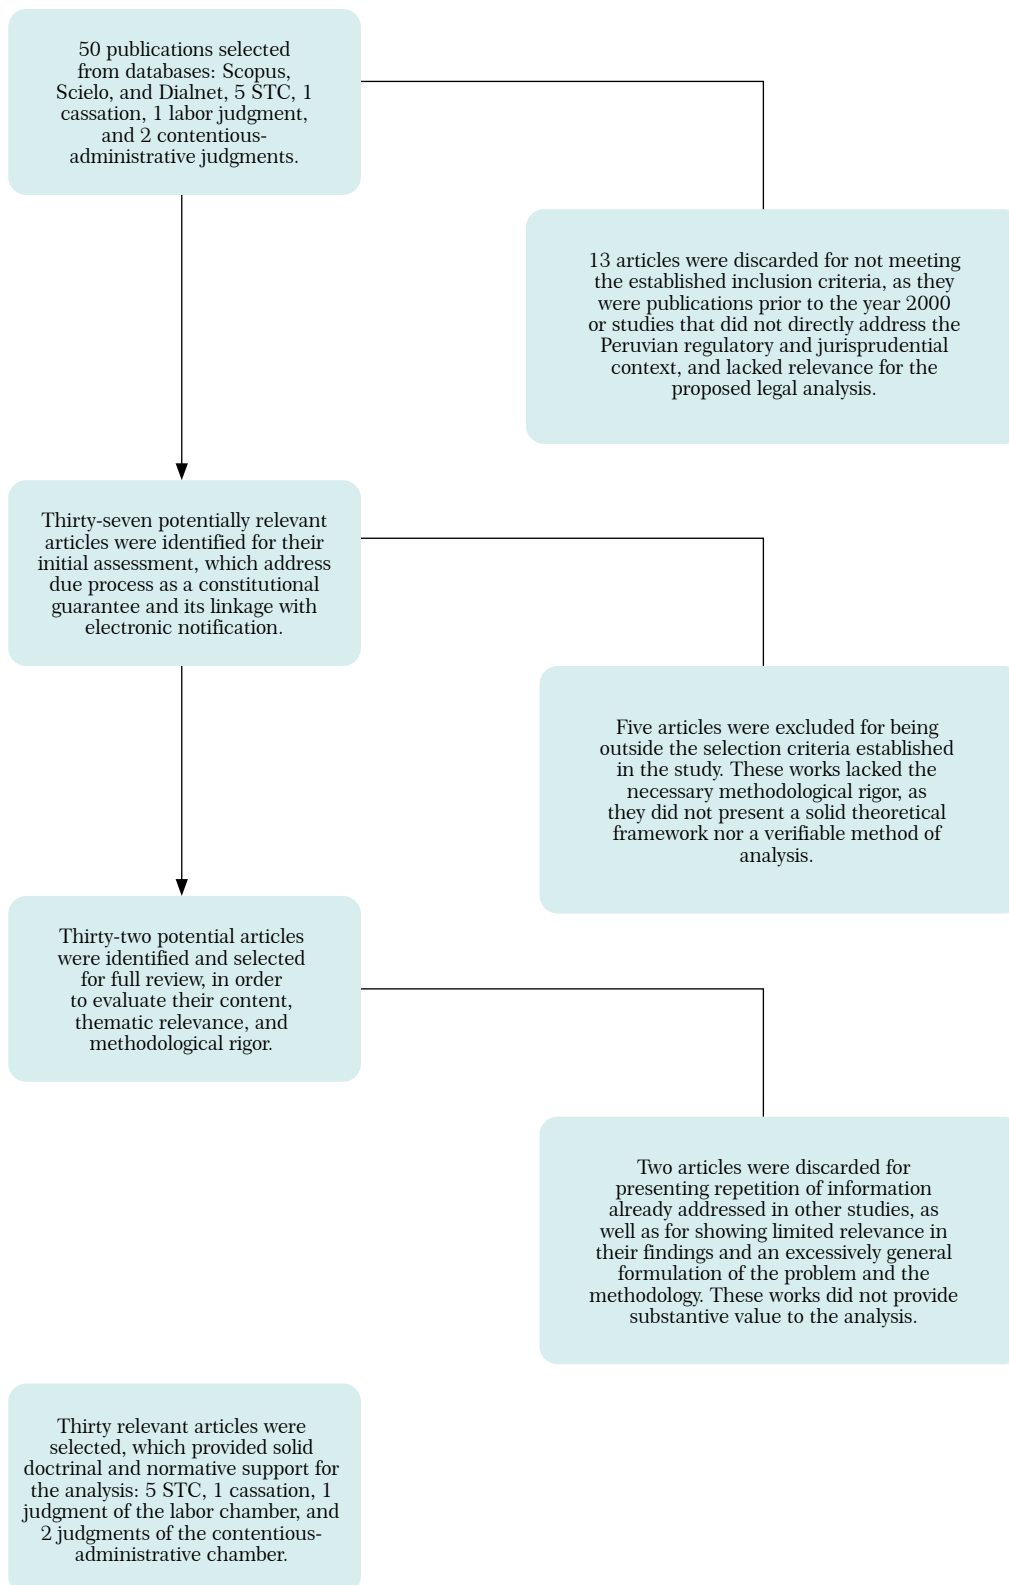 50 publications selected
from databases: Scopus,
Scielo, and Dialnet, 5 STC, 1
cassation, 1 labor judgment,
and 2 contentious-
administrative judgments.
13 articles were discarded for not meeting
the established inclusion criteria, as they
were publications prior to the year 2000
or studies that did not directly address the
Peruvian regulatory and jurisprudential
context, and lacked relevance for the
proposed legal analysis.
Thirty-seven potentially relevant
articles were identified for their
initial assessment, which address
due process as a constitutional
guarantee and its linkage with
electronic notification.
Five articles were excluded for being
outside the selection criteria established
in the study. These works lacked the
necessary methodological rigor, as
they did not present a solid theoretical
framework nor a verifiable method of
analysis.
Thirty-two potential articles
were identified and selected
for full review, in order
to evaluate their content,
thematic relevance, and
methodological rigor.
Two articles were discarded for
presenting repetition of information
already addressed in other studies, as
well as for showing limited relevance in
their findings and an excessively general
formulation of the problem and the
methodology. These works did not provide
substantive value to the analysis.
Thirty relevant articles were
selected, which provided solid
doctrinal and normative support for
the analysis: 5 STC, 1 cassation, 1
judgment of the labor chamber, and
2 judgments of the contentious-
administrative chamber.